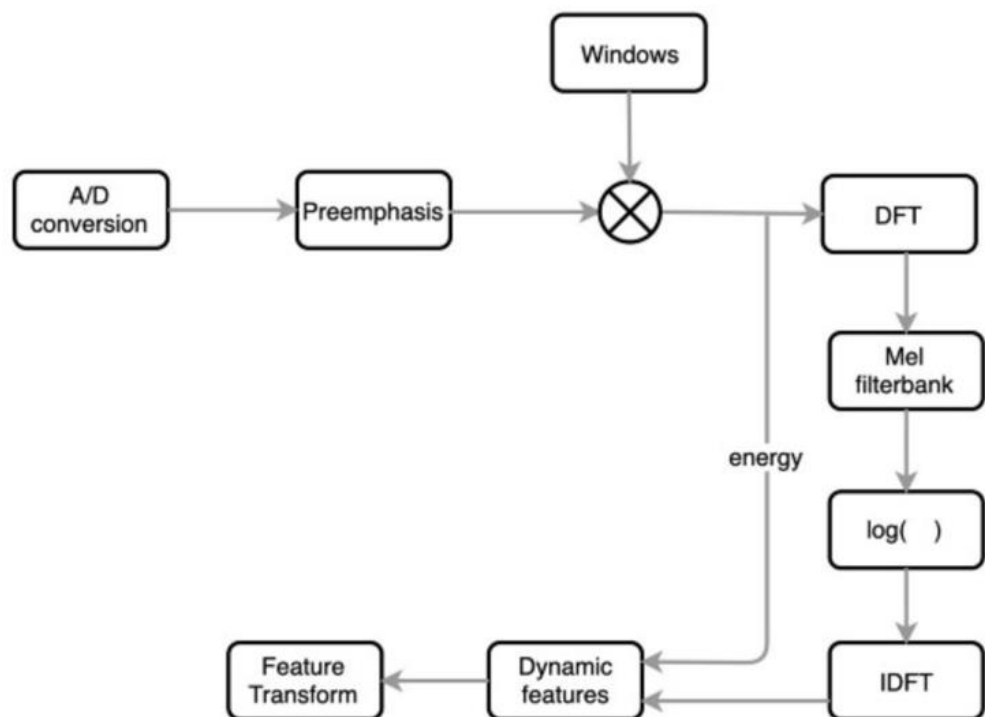 Windows
A/D
conversion
Preemphasis
DFT
Mel
filterbank
energy
log(    )
Feature
Transform
Dynamic
features
IDFT